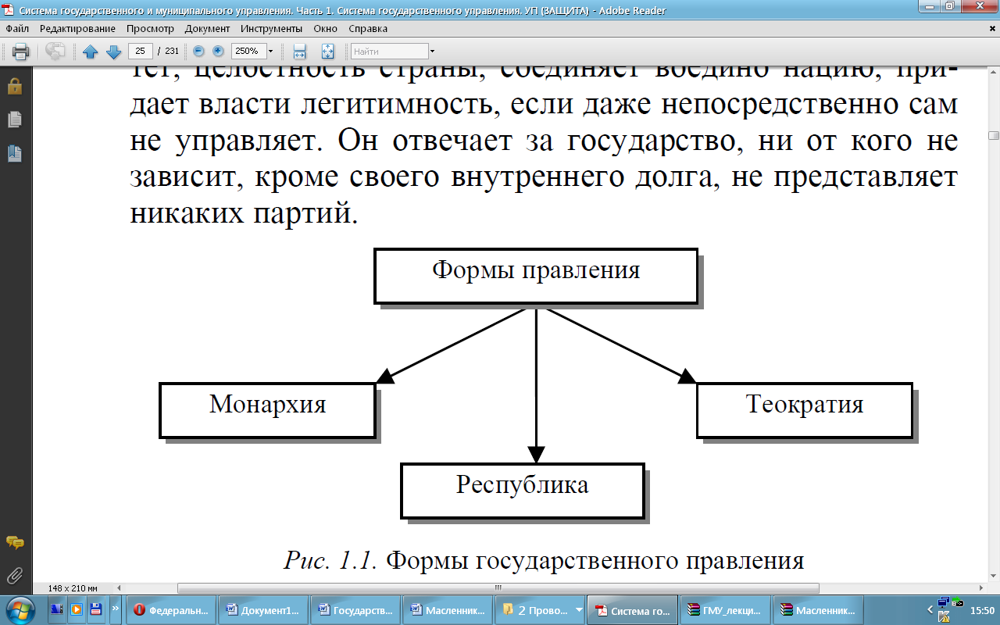 Система государственного и муниципального управления. Часть 1. Система государственного управления. УП (ЗАЩИТА) - Adobe Reader
Файл Редактирование Просмотр Документ Инструменты Окно Справка
25 / 231 250% Найти
тет, целостность страны, соединяет воедино нацию, при-
дает власти легитимность, если даже непосредственно сам
не управляет. Он отвечает за государство, ни от кого не
зависит, кроме своего внутреннего долга, не представляет
никаких партий.
Формы правления
Монархия
Теократия
Республика
Рис. 1.1. Формы государственного правления
148 x 210 мм
Федеральн... Документ1... Государств... Масленник... 2 Прово... Система го... ГМУ_лекци... Масленник... 15:50